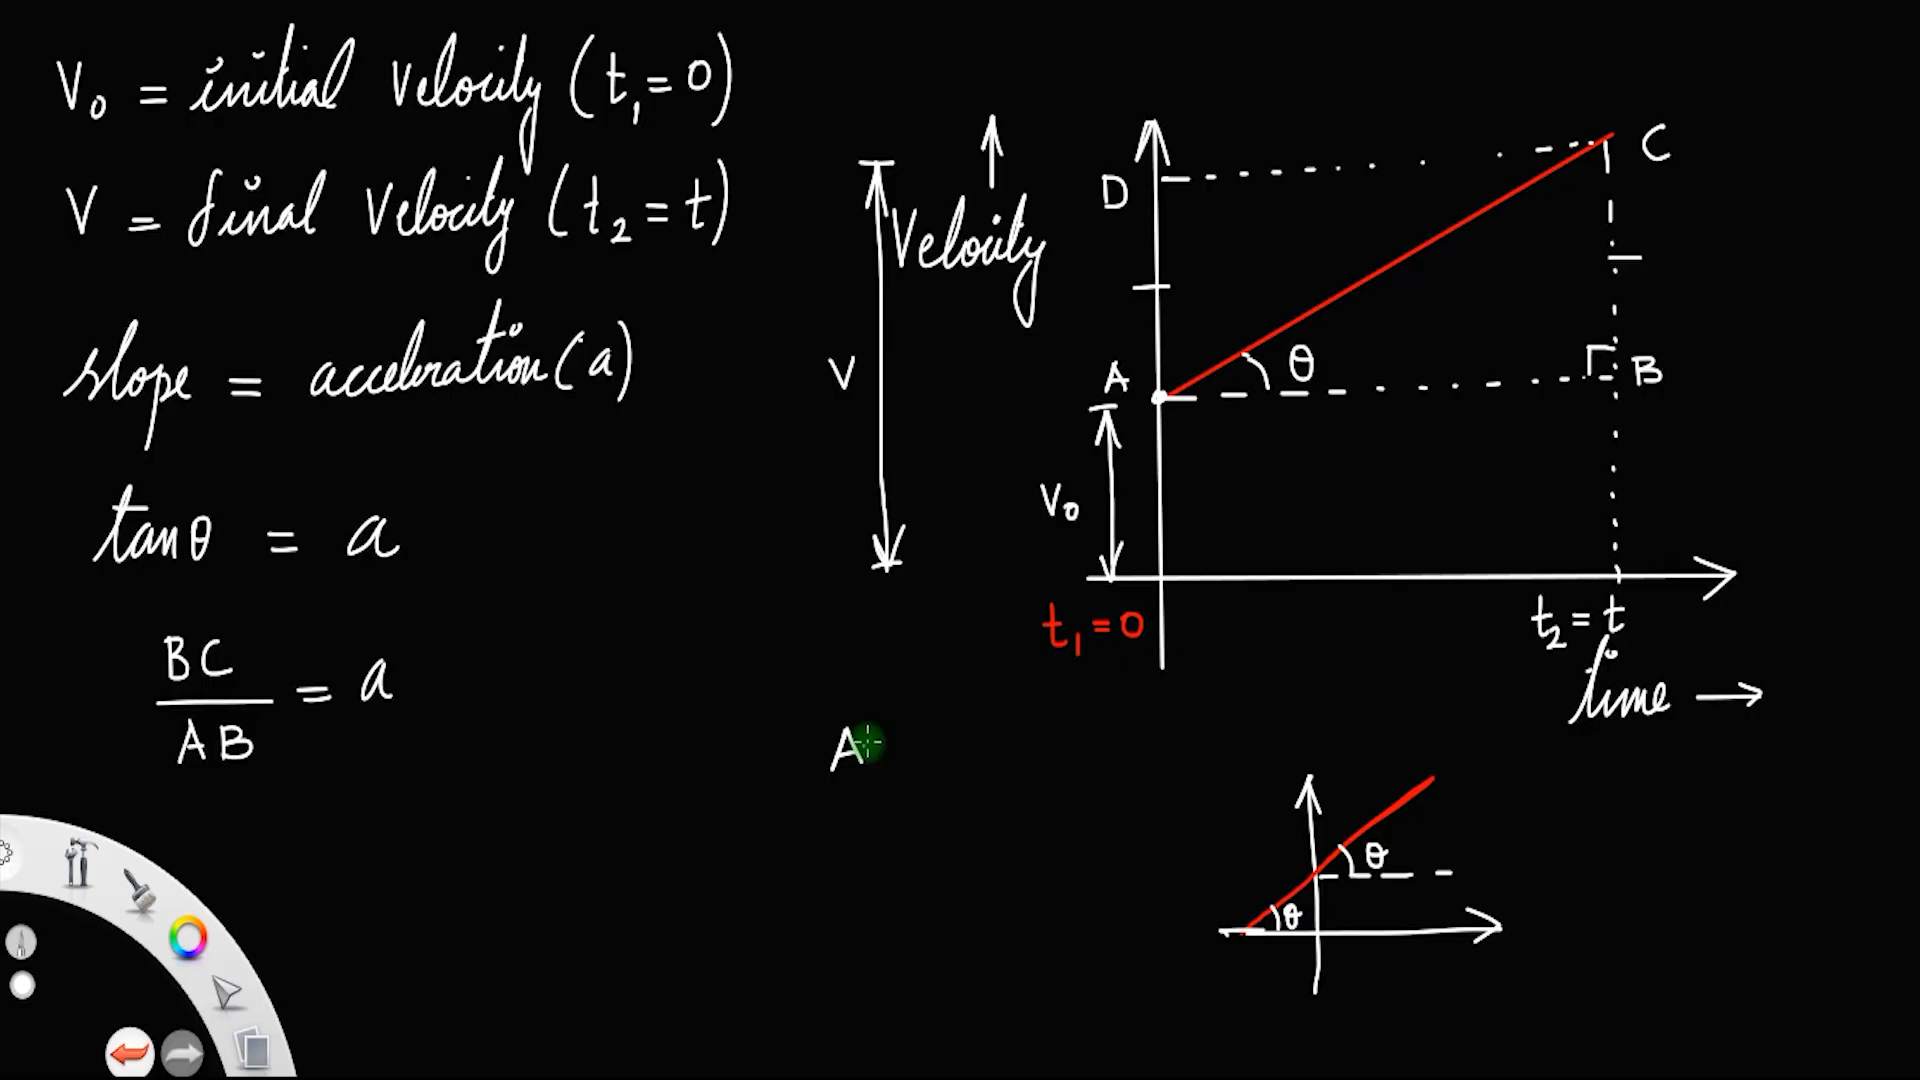 V₀ = initial velocity (t₁ = 0)
V = final velocity (t₂ = t)
slope = acceleration (a)
tanθ = a
BC
AB
= a
Velocity
V
V₀
D
A
θ
B
C
t₁ = 0
t₂ = t
time
A
θ
θ